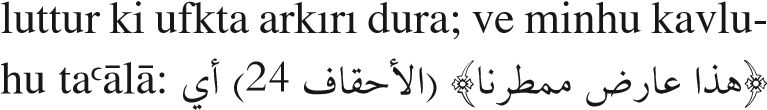 luttur ki ufkta arkırı dura; ve minhu kavlu-
hu taʿālā: ﴿هذا عارض ممطرنا﴾ (الأحقاف 24) أي